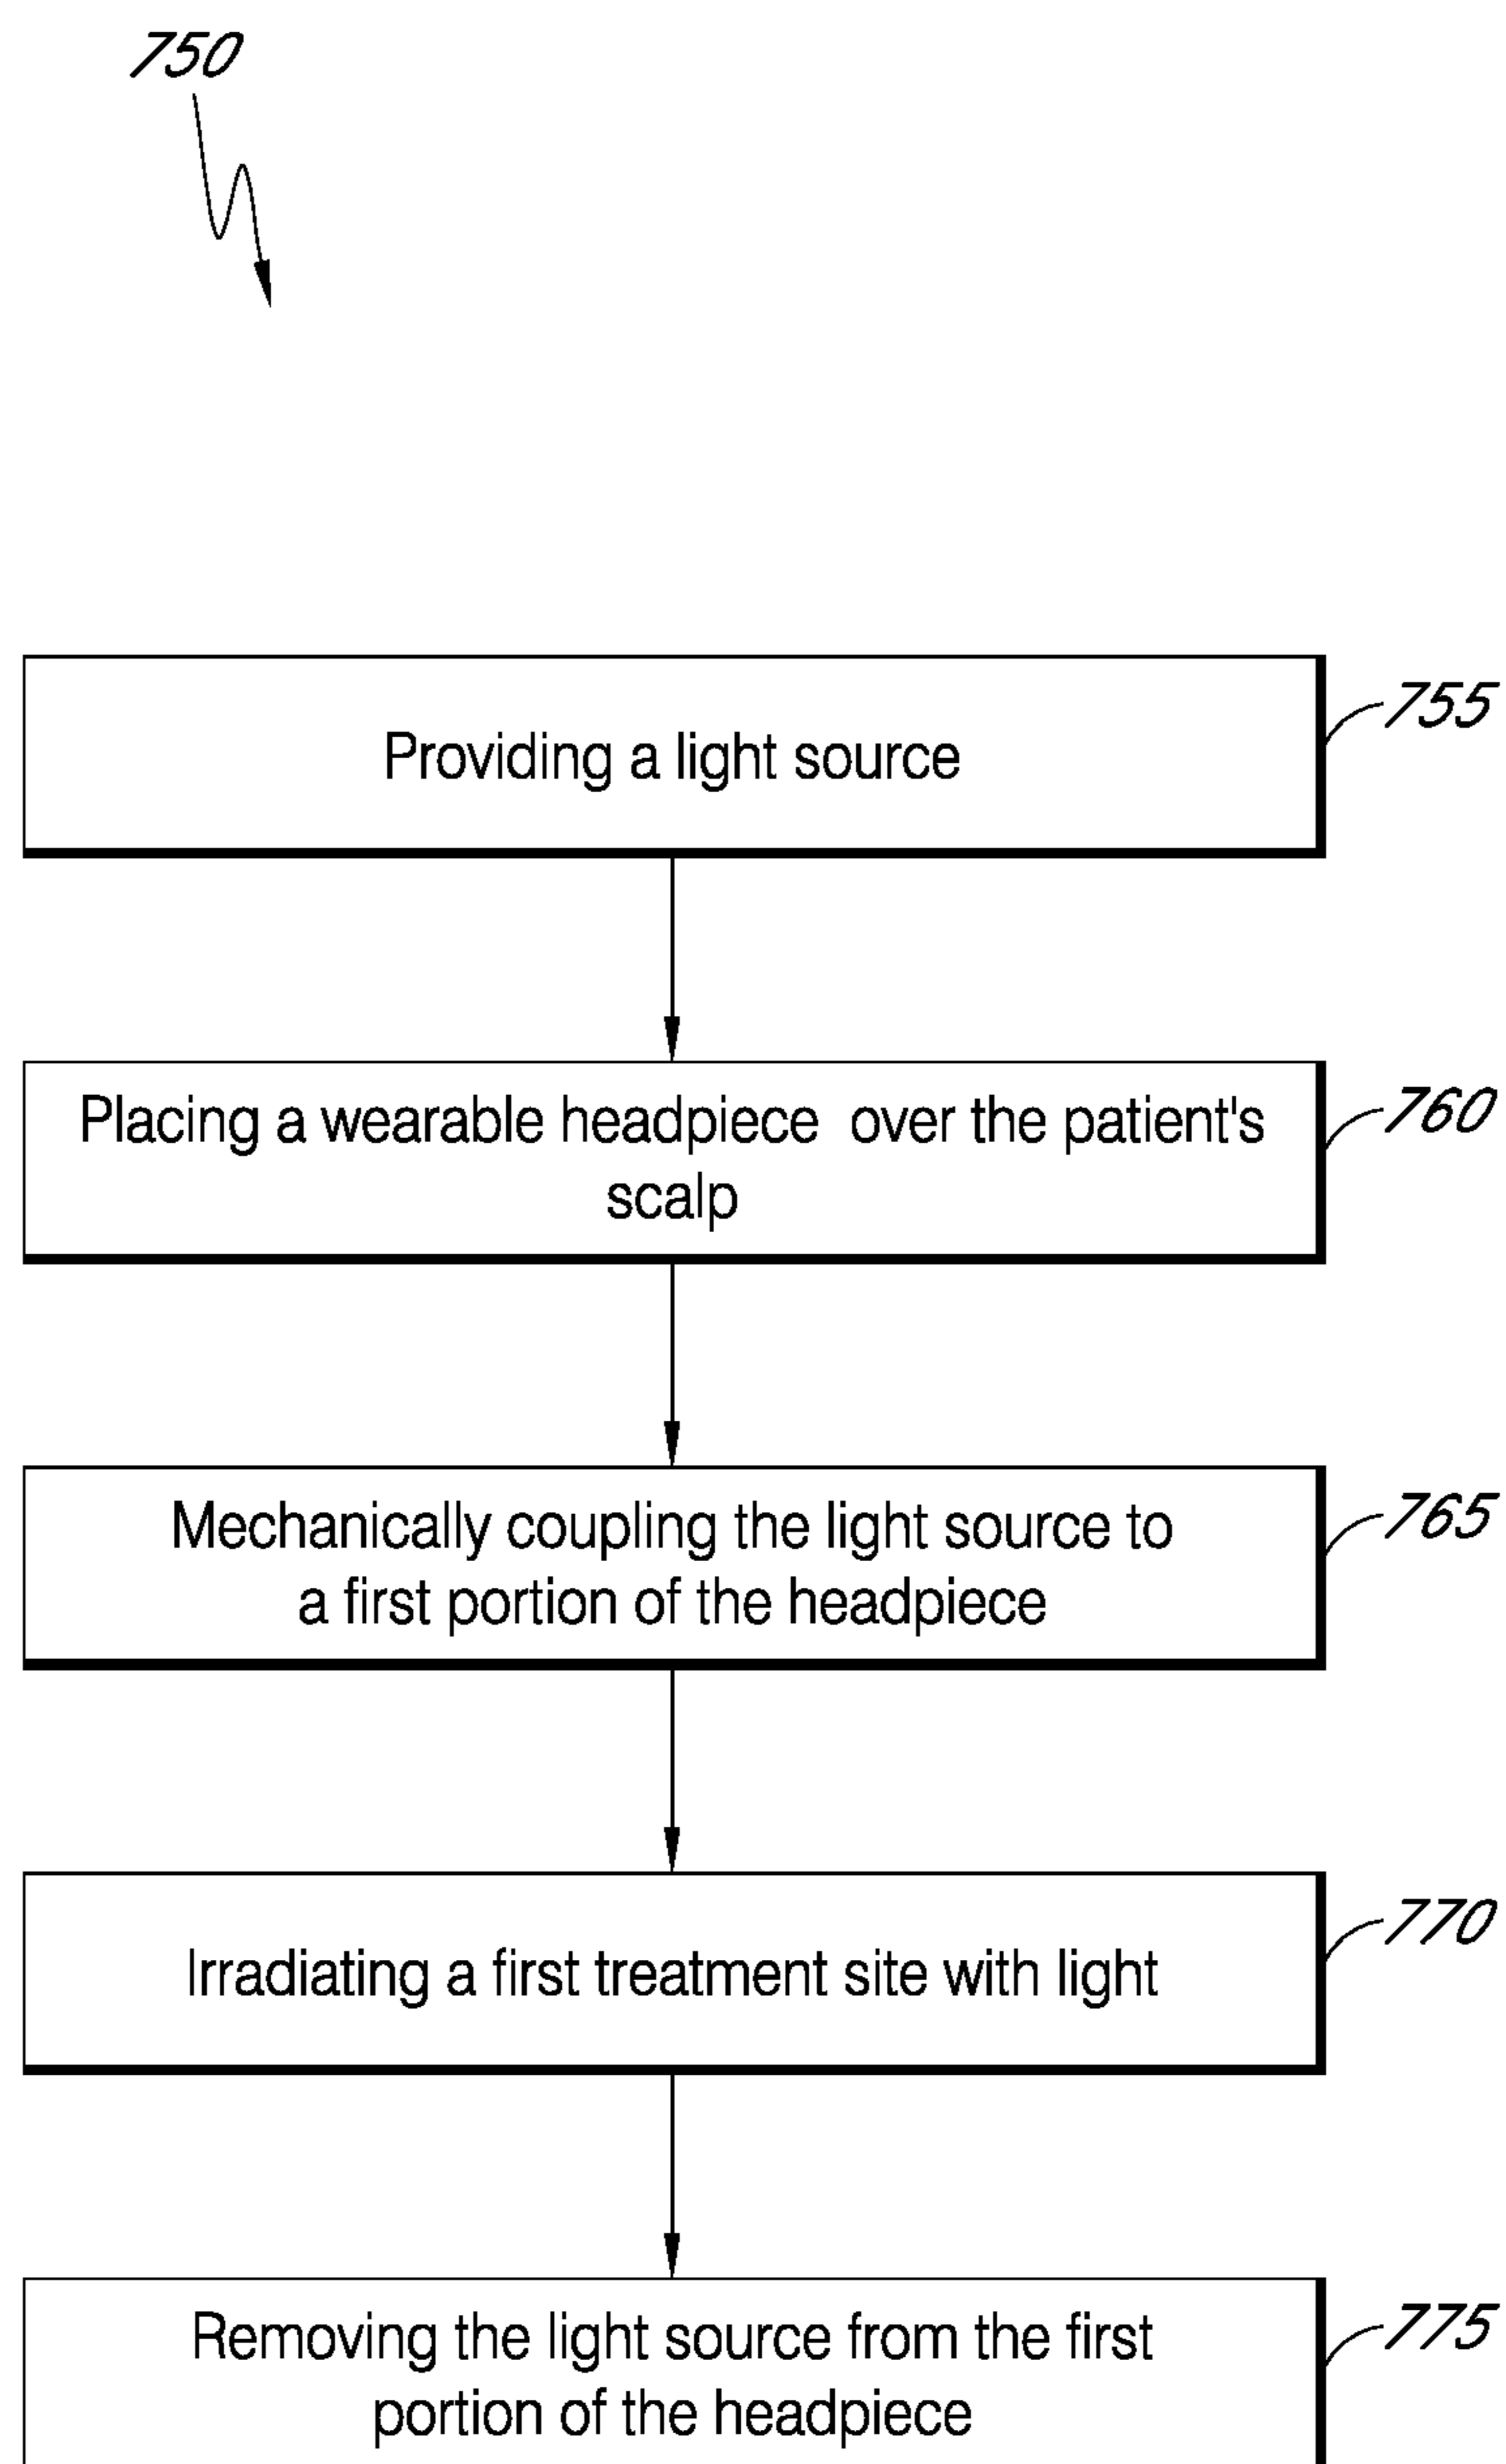 750
Providing a light source
755
Placing a wearable headpiece over the patient's
scalp
760
Mechanically coupling the light source to
a first portion of the headpiece
765
Irradiating a first treatment site with light
770
Removing the light source from the first
portion of the headpiece
775